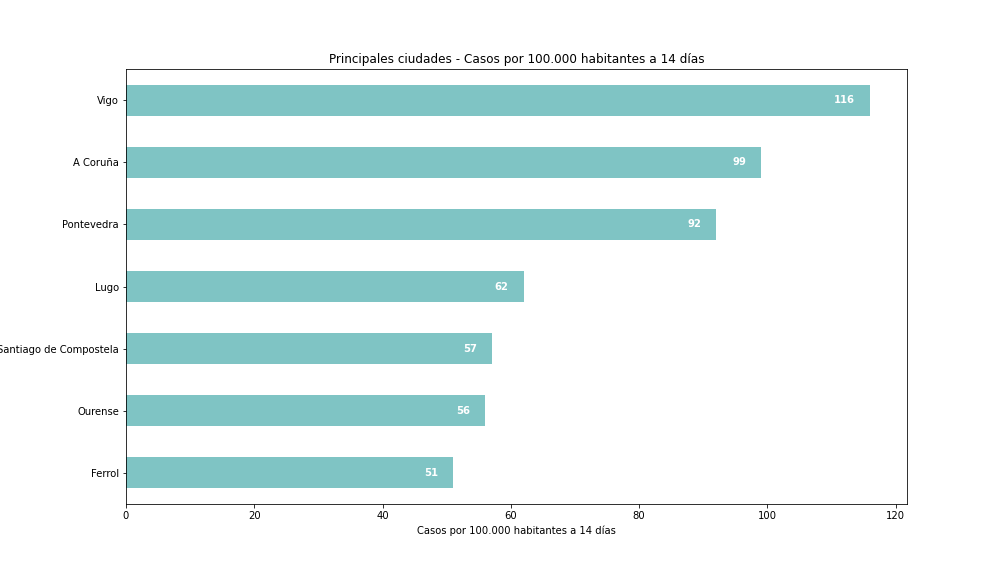 Principales ciudades - Casos por 100.000 habitantes a 14 días
Vigo 116
A Coruña 99
Pontevedra 92
Lugo 62
Santiago de Compostela 57
Ourense 56
Ferrol 51
0 20 40 60 80 100 120
Casos por 100.000 habitantes a 14 días